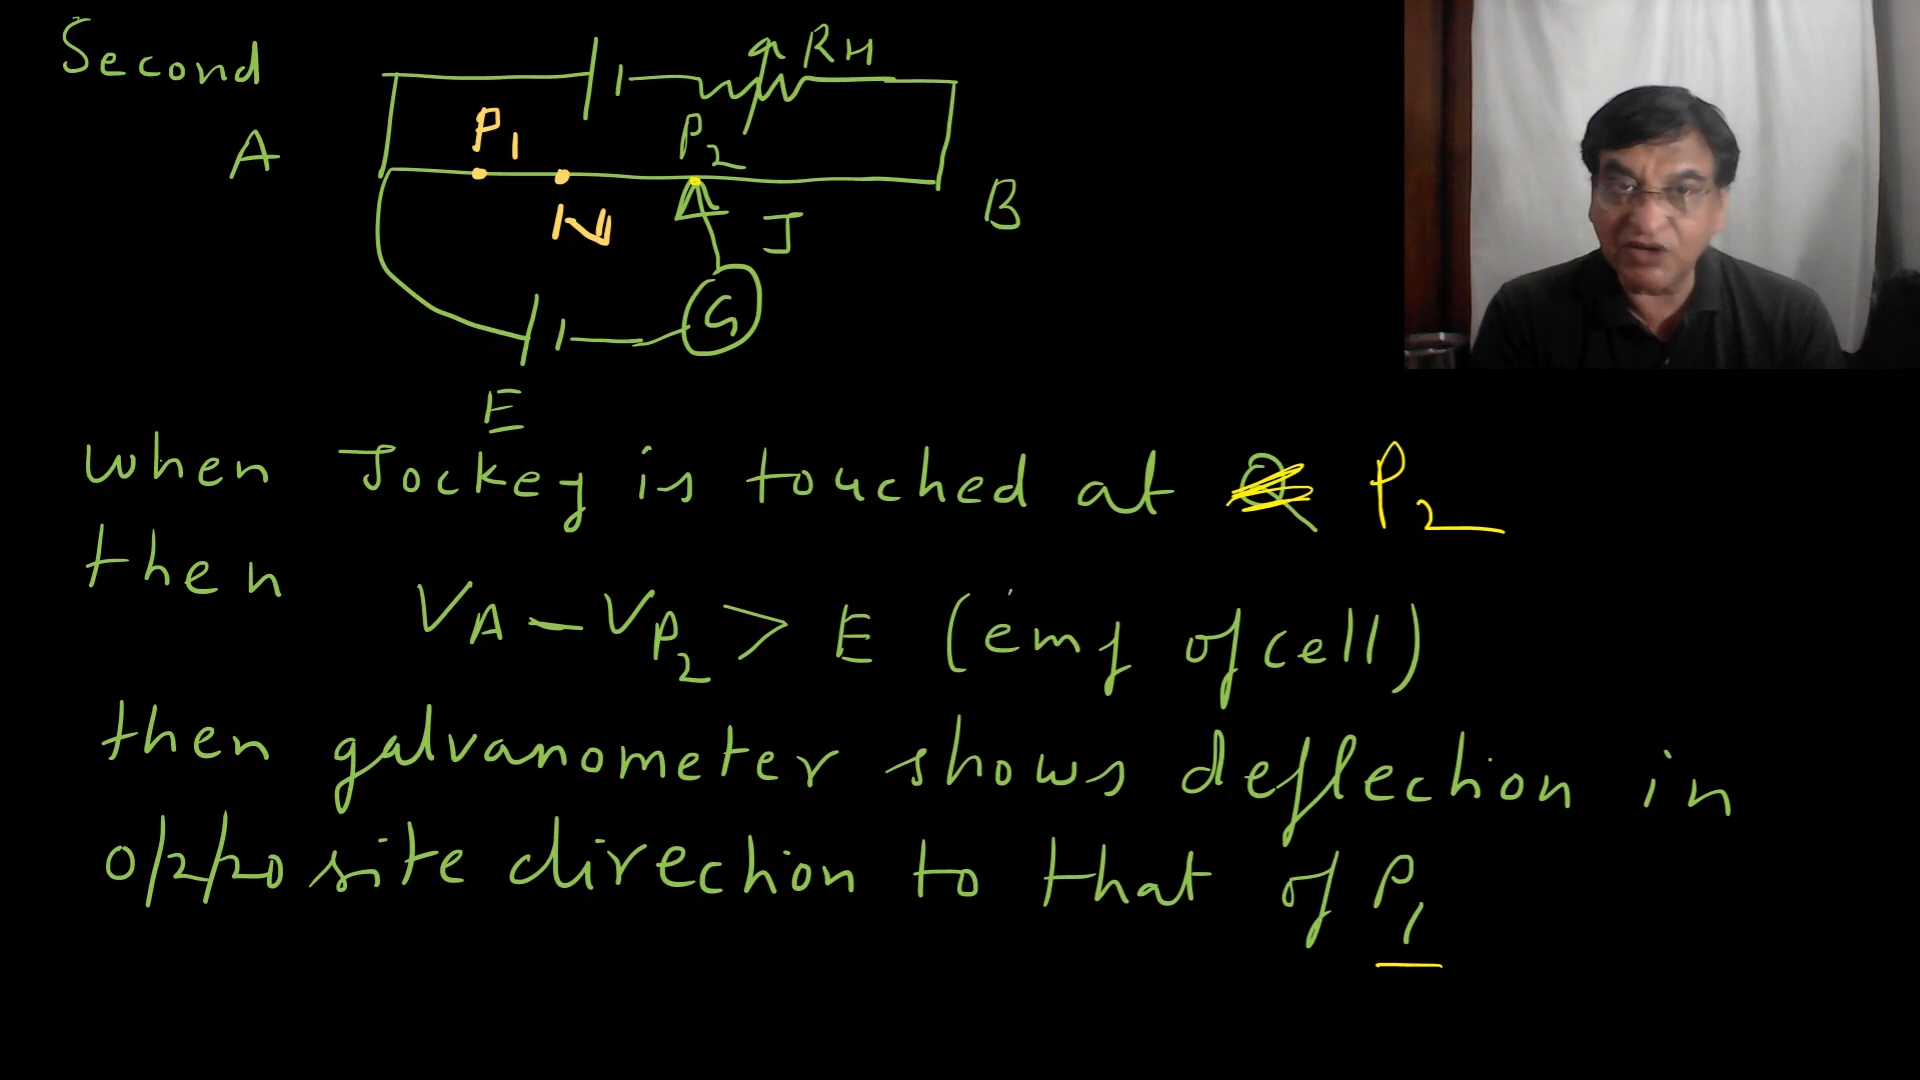 Second
RH
P1
P2
A
B
N
J
G
E
when Jockey is touched at P2
then
VA - VP2 > E (emf of cell)
then galvanometer shows deflection in
opposite direction to that of P1